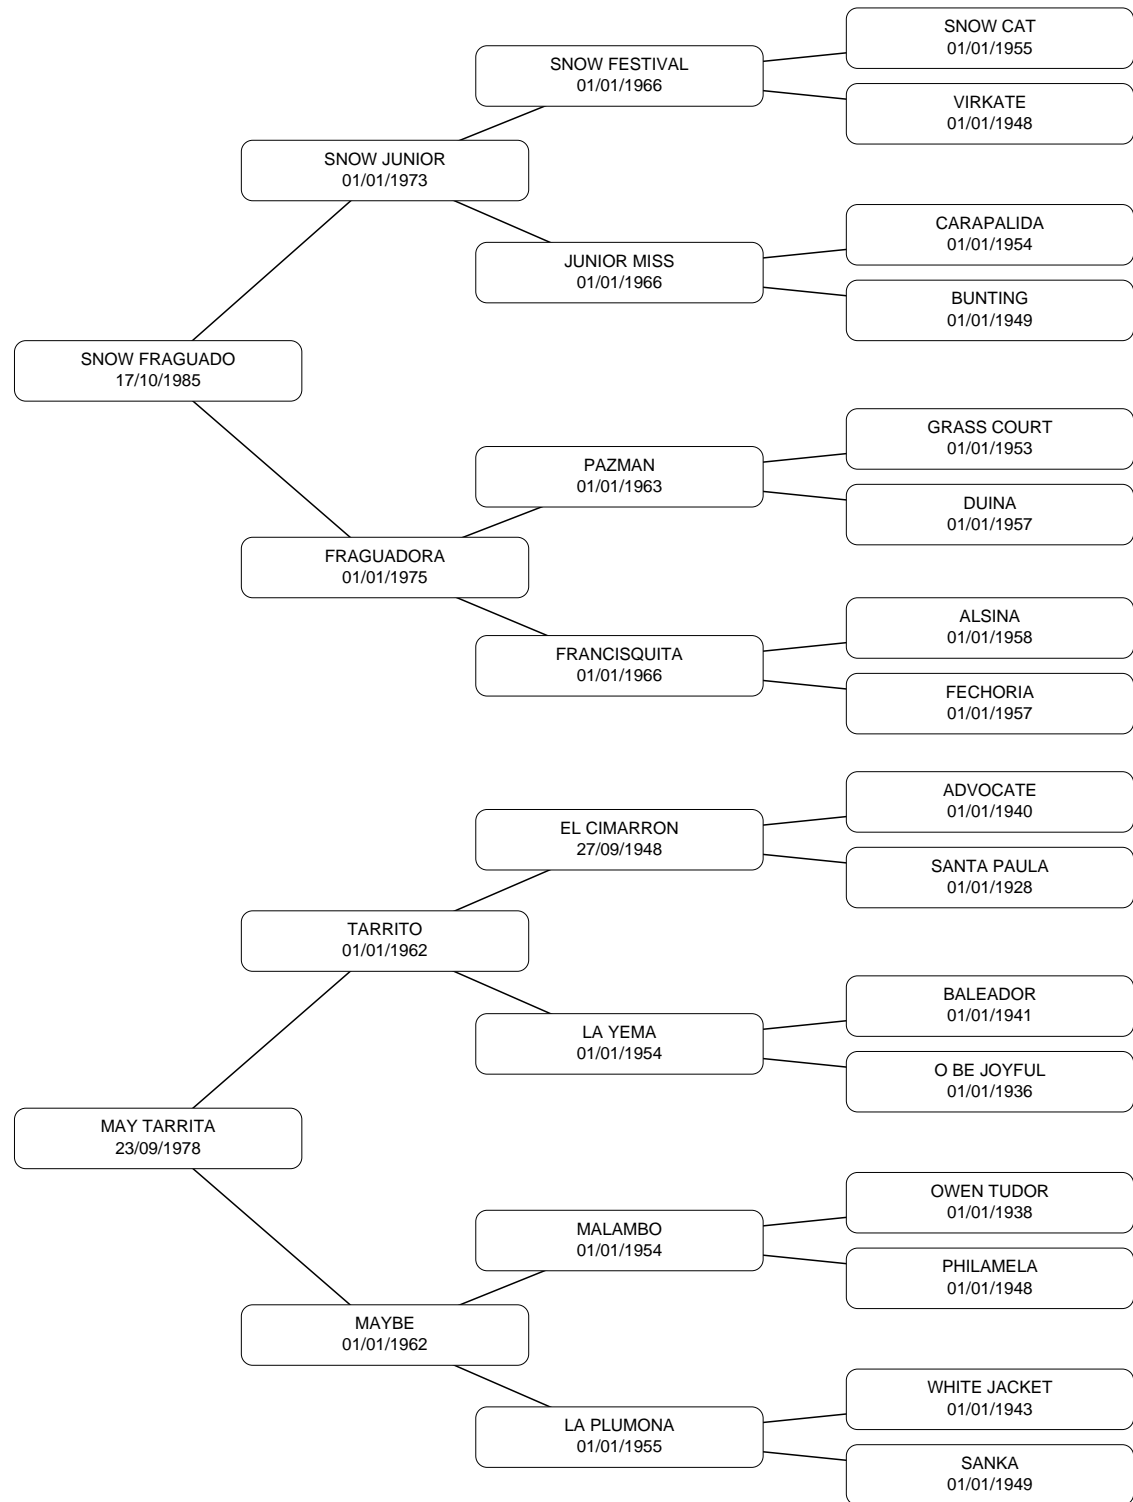 SNOW CAT
01/01/1955
SNOW FESTIVAL
01/01/1966
VIRKATE
01/01/1948
SNOW JUNIOR
01/01/1973
CARAPALIDA
01/01/1954
JUNIOR MISS
01/01/1966
BUNTING
01/01/1949
SNOW FRAGUADO
17/10/1985
GRASS COURT
01/01/1953
PAZMAN
01/01/1963
DUINA
01/01/1957
FRAGUADORA
01/01/1975
ALSINA
01/01/1958
FRANCISQUITA
01/01/1966
FECHORIA
01/01/1957
ADVOCATE
01/01/1940
EL CIMARRON
27/09/1948
SANTA PAULA
01/01/1928
TARRITO
01/01/1962
BALEADOR
01/01/1941
LA YEMA
01/01/1954
O BE JOYFUL
01/01/1936
MAY TARRITA
23/09/1978
OWEN TUDOR
01/01/1938
MALAMBO
01/01/1954
PHILAMELA
01/01/1948
MAYBE
01/01/1962
WHITE JACKET
01/01/1943
LA PLUMONA
01/01/1955
SANKA
01/01/1949